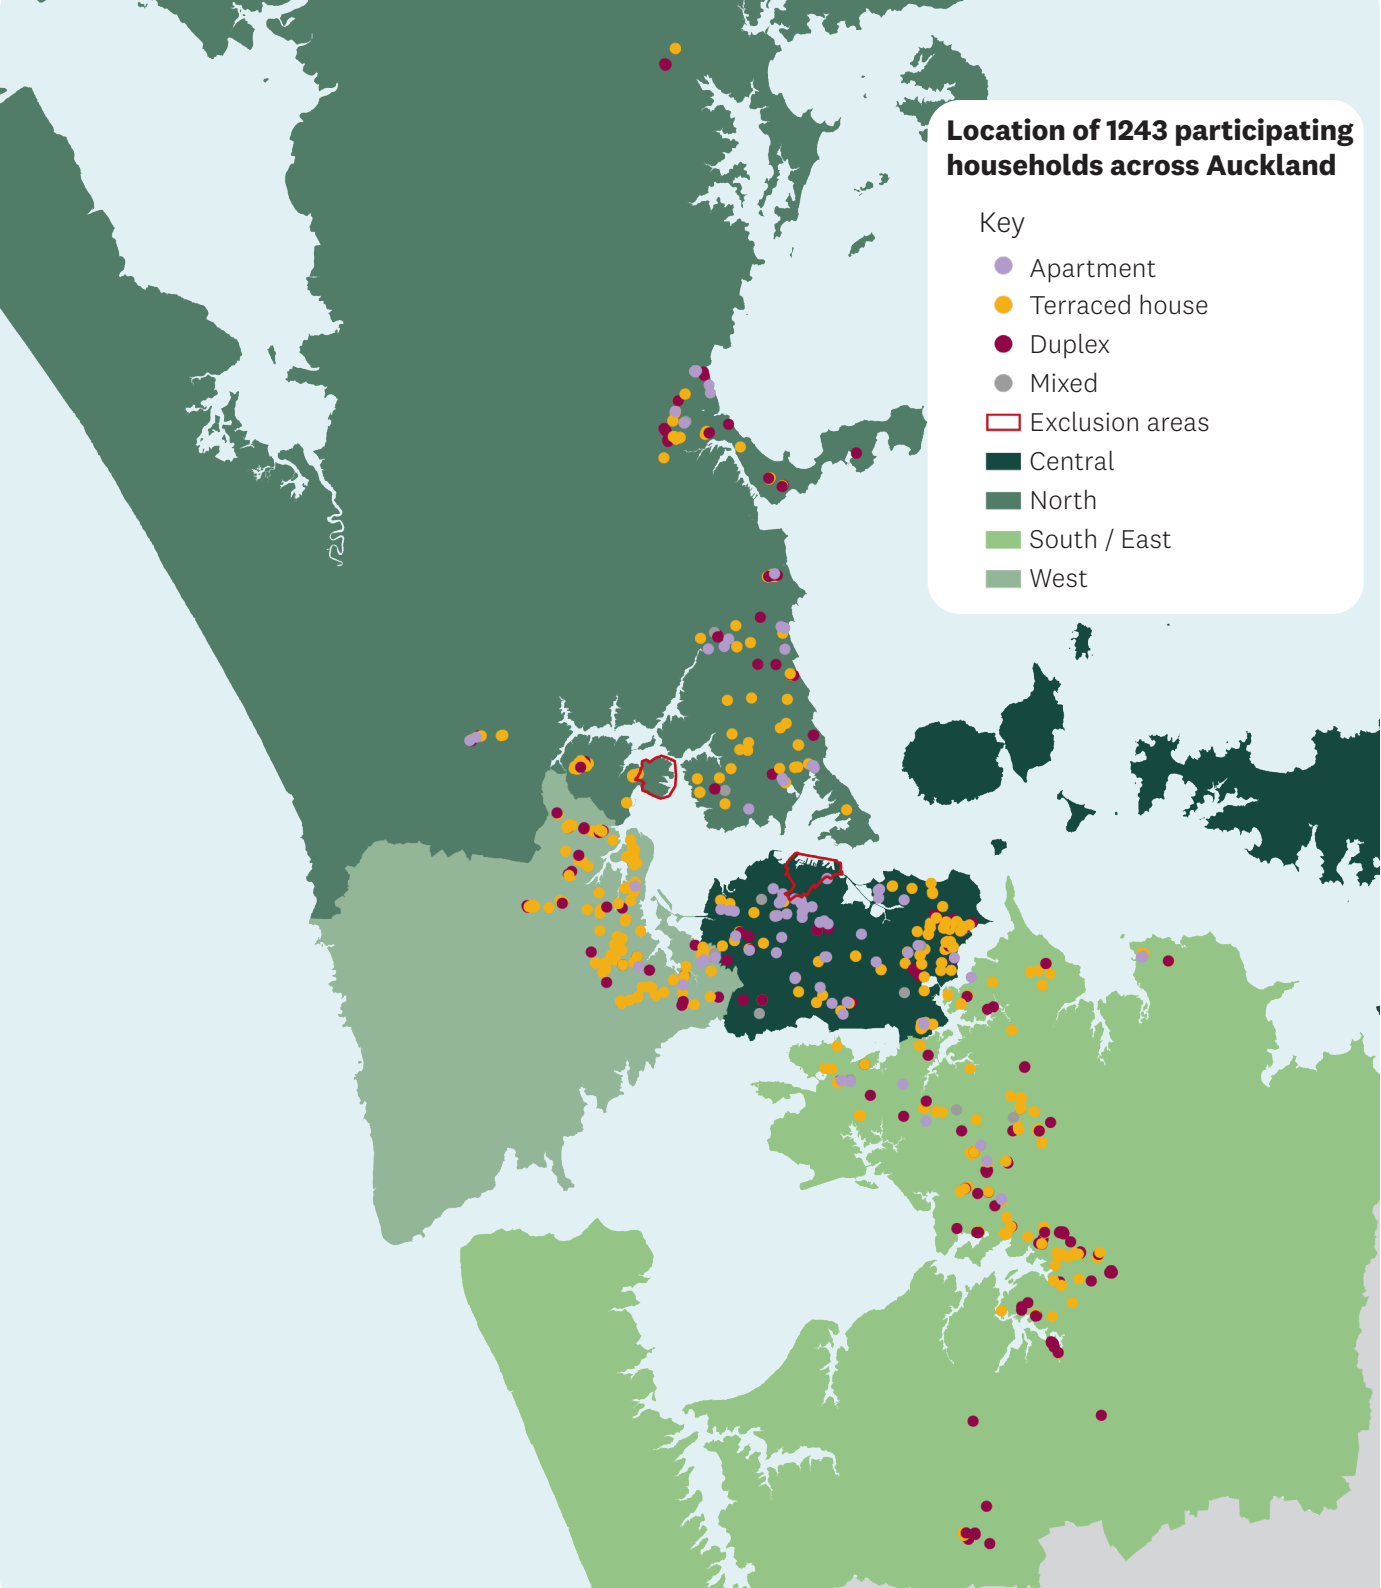 Location of 1243 participating
households across Auckland
Key
Apartment
Terraced house
Duplex
Mixed
Exclusion areas
Central
North
South / East
West